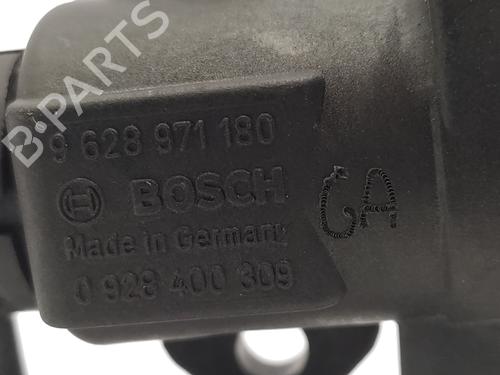 9 628 971 180
BOSCH
Made in Germany
0 928 400 309
GA
B-PARTS